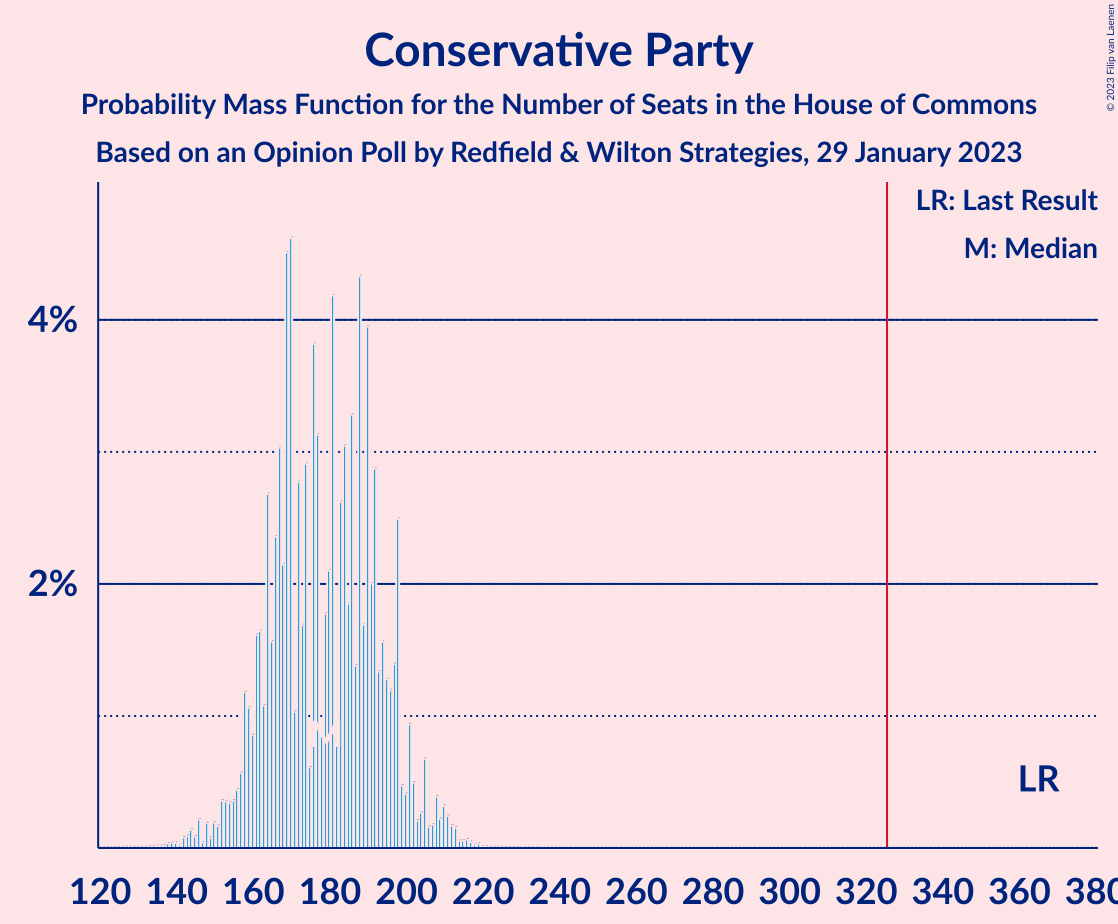 Conservative Party
Probability Mass Function for the Number of Seats in the House of Commons
Based on an Opinion Poll by Redfield & Wilton Strategies, 29 January 2023
© 2023 Filip van Laenen
LR: Last Result
M: Median
4%
2%
LR
120 140 160 180 200 220 240 260 280 300 320 340 360 380